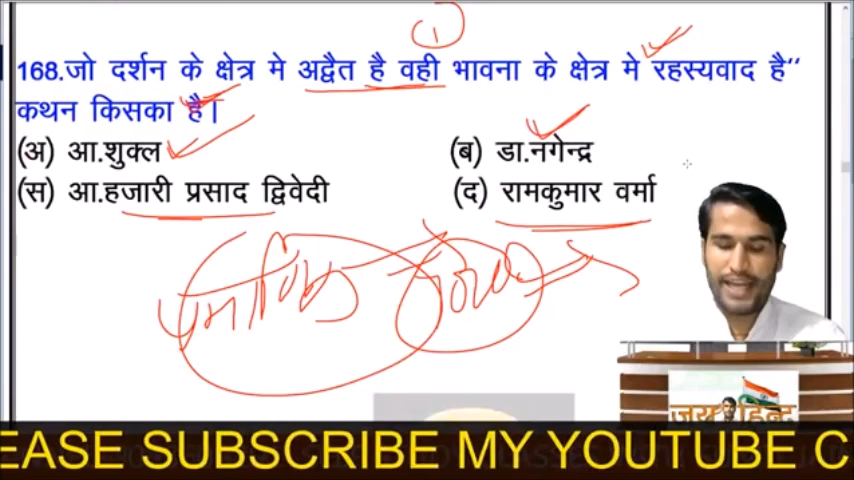 168.जो दर्शन के क्षेत्र मे अद्वैत है वही भावना के क्षेत्र मे रहस्यवाद है‘‘
कथन किसका है।
(अ) आ.शुक्ल
(ब) डा.नगेन्द्र
(स) आ.हजारी प्रसाद द्विवेदी
(द) रामकुमार वर्मा
जय हिन्द
EASE SUBSCRIBE MY YOUTUBE C